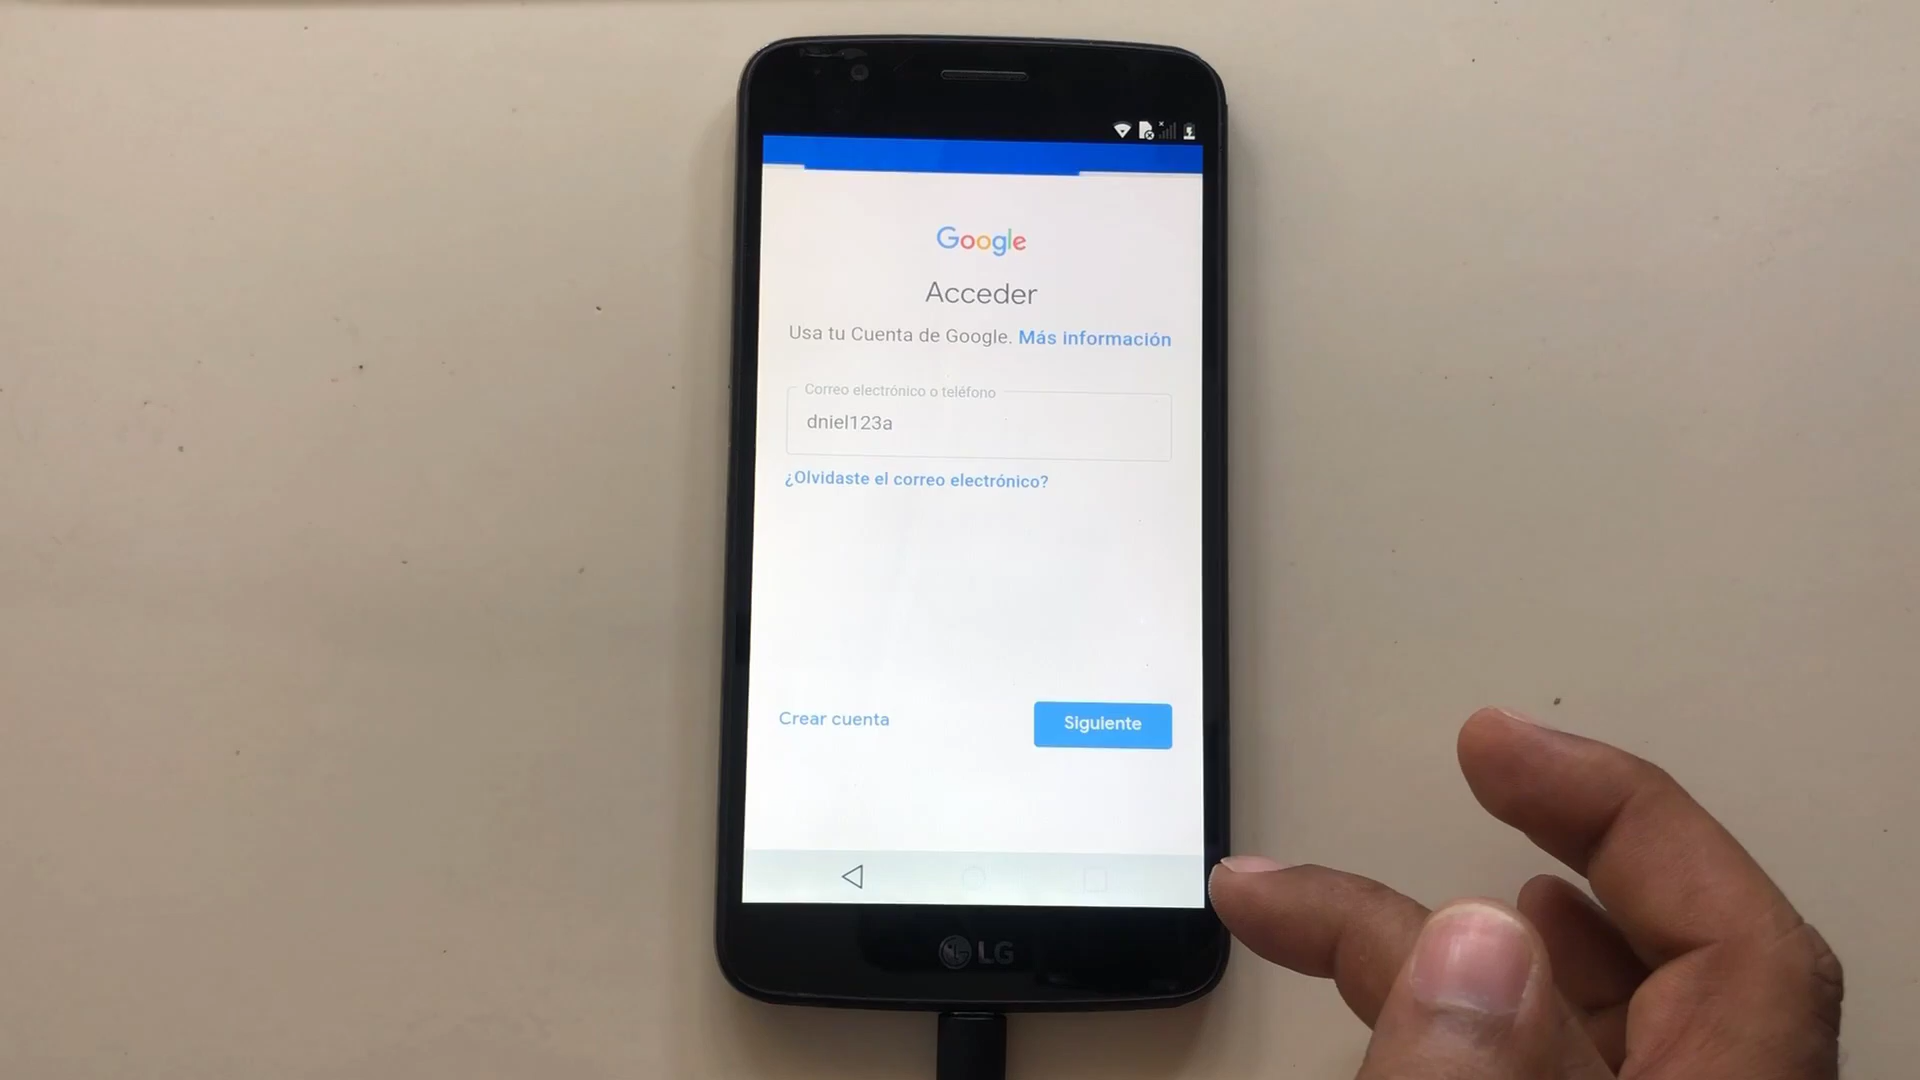 Google
Acceder
Usa tu Cuenta de Google. Más información
Correo electrónico o teléfono
dniel123a
¿Olvidaste el correo electrónico?
Crear cuenta
Siguiente
LG